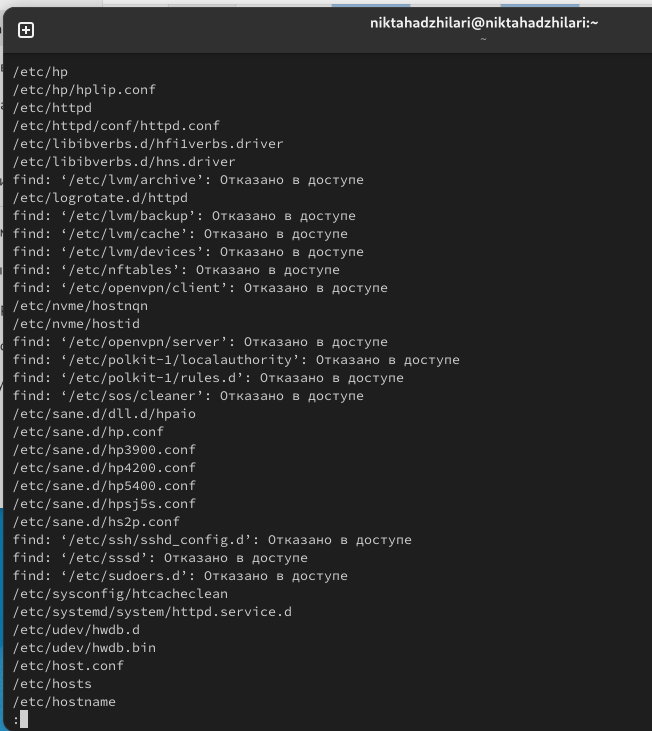 niktahadzhilari@niktahadzhilari:~
~
/etc/hp
/etc/hp/hplip.conf
/etc/httpd
/etc/httpd/conf/httpd.conf
/etc/libibverbs.d/hfi1verbs.driver
/etc/libibverbs.d/hns.driver
find: ‘/etc/lvm/archive’: Отказано в доступе
/etc/logrotate.d/httpd
find: ‘/etc/lvm/backup’: Отказано в доступе
find: ‘/etc/lvm/cache’: Отказано в доступе
find: ‘/etc/lvm/devices’: Отказано в доступе
find: ‘/etc/nftables’: Отказано в доступе
find: ‘/etc/openvpn/client’: Отказано в доступе
/etc/nvme/hostnqn
/etc/nvme/hostid
find: ‘/etc/openvpn/server’: Отказано в доступе
find: ‘/etc/polkit-1/localauthority’: Отказано в доступе
find: ‘/etc/polkit-1/rules.d’: Отказано в доступе
find: ‘/etc/sos/cleaner’: Отказано в доступе
/etc/sane.d/dll.d/hpaio
/etc/sane.d/hp.conf
/etc/sane.d/hp3900.conf
/etc/sane.d/hp4200.conf
/etc/sane.d/hp5400.conf
/etc/sane.d/hpsj5s.conf
/etc/sane.d/hs2p.conf
find: ‘/etc/ssh/sshd_config.d’: Отказано в доступе
find: ‘/etc/sssd’: Отказано в доступе
find: ‘/etc/sudoers.d’: Отказано в доступе
/etc/sysconfig/htcacheclean
/etc/systemd/system/httpd.service.d
/etc/udev/hwdb.d
/etc/udev/hwdb.bin
/etc/host.conf
/etc/hosts
/etc/hostname
: